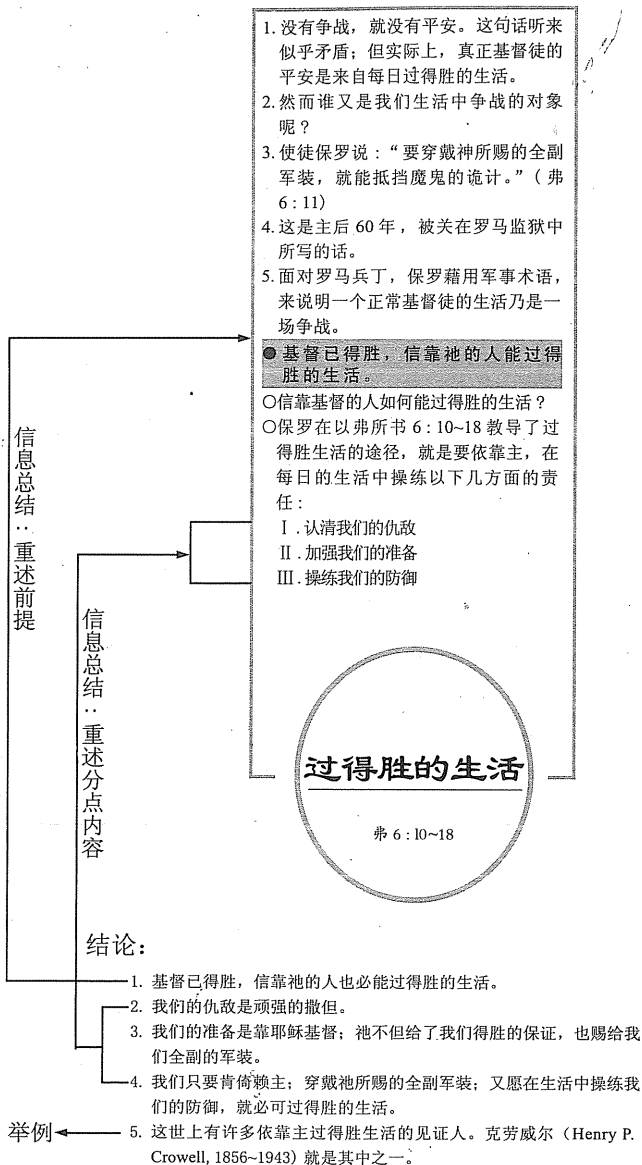 1. 没有争战，就没有平安。这句话听来
似乎矛盾；但实际上，真正基督徒的
平安是来自每日过得胜的生活。
2. 然而谁又是我们生活中争战的对象
呢？
3. 使徒保罗说：“要穿戴神所赐的全副
军装，就能抵挡魔鬼的诡计。”（弗
6：11）
4. 这是主后 60 年，被关在罗马监狱中
所写的话。
5. 面对罗马兵丁，保罗藉用军事术语，
来说明一个正常基督徒的生活乃是一
场争战。
● 基督已得胜，信靠祂的人能过得
胜的生活。
○信靠基督的人如何能过得胜的生活？
○保罗在以弗所书 6：10~18 教导了过
得胜生活的途径，就是要依靠主，在
每日的生活中操练以下几方面的责
任：
Ⅰ . 认清我们的仇敌
Ⅱ . 加强我们的准备
Ⅲ . 操练我们的防御
信息总结：重述前提
信息总结：重述分点内容
过得胜的生活
弗 6：10~18
结论：
1. 基督已得胜，信靠祂的人也必能过得胜的生活。
2. 我们的仇敌是顽强的撒但。
3. 我们的准备是靠耶稣基督；祂不但给了我们得胜的保证，也赐给我
们全副的军装。
4. 我们只要肯倚赖主；穿戴祂所赐的全副军装；又愿在生活中操练我
们的防御，就必可过得胜的生活。
举例
5. 这世上有许多依靠主过得胜生活的见证人。克劳威尔（Henry P.
Crowell, 1856~1943）就是其中之一。